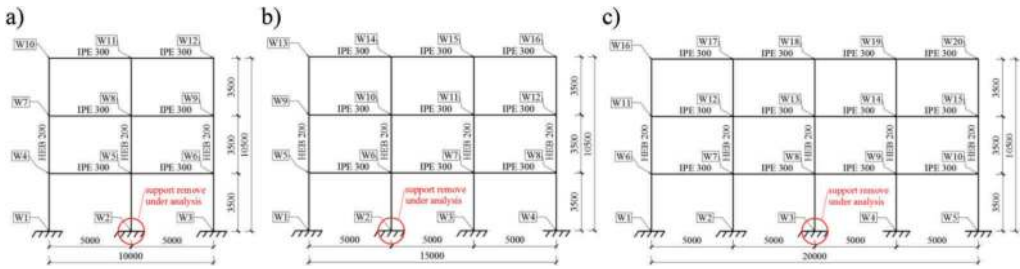 a)
W10 W11 W12
IPE 300 IPE 300
W7 W8 W9
IPE 300 IPE 300
HEB 200 HEB 200 HEB 200
W4 W5 W6
IPE 300 IPE 300
support remove
under analysis
W1 W2 W3
5000 5000
10000
3500
3500
3500
10500
b)
W13 W14 W15 W16
IPE 300 IPE 300 IPE 300
W9 W10 W11 W12
IPE 300 IPE 300 IPE 300
HEB 200 HEB 200 HEB 200 HEB 200
W5 W6 W7 W8
IPE 300 IPE 300 IPE 300
support remove
under analysis
W1 W2 W3 W4
5000 5000 5000
15000
3500
3500
3500
10500
c)
W16 W17 W18 W19 W20
IPE 300 IPE 300 IPE 300 IPE 300
W11 W12 W13 W14 W15
IPE 300 IPE 300 IPE 300 IPE 300
HEB 200 HEB 200 HEB 200 HEB 200 HEB 200
W6 W7 W8 W9 W10
IPE 300 IPE 300 IPE 300 IPE 300
support remove
under analysis
W1 W2 W3 W4 W5
5000 5000 5000 5000
20000
3500
3500
3500
10500